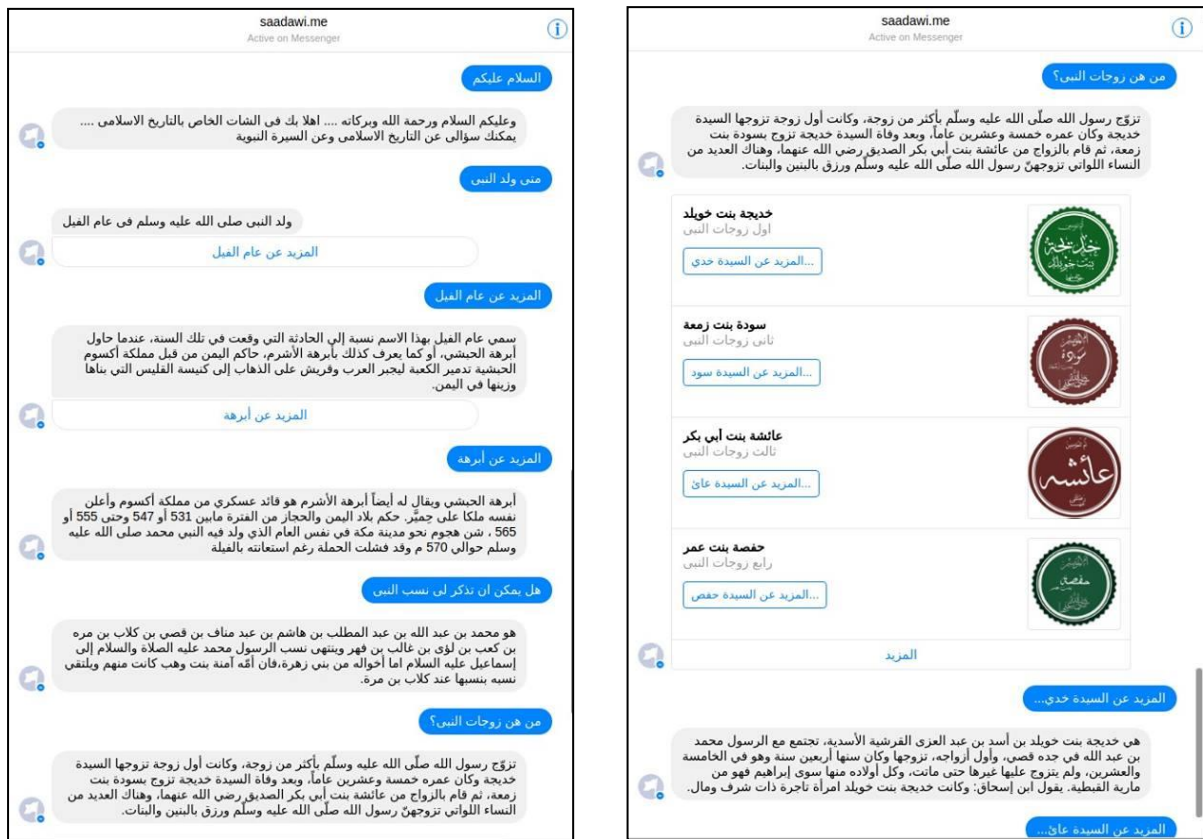 saadawi.me
Active on Messenger
السلام عليكم
وعليكم السلام ورحمة الله وبركاته .... اهلا بك فى الشات الخاص بالتاريخ الاسلامى ....
يمكنك سؤالى عن التاريخ الاسلامى وعن السيرة النبوية
متى ولد النبى
ولد النبى صلى الله عليه وسلم فى عام الفيل
المزيد عن عام الفيل
المزيد عن عام الفيل
سمي عام الفيل بهذا الاسم نسبة إلى الحادثة التي وقعت في تلك السنة، عندما حاول
أبرهة الحبشي، أو كما يعرف كذلك بأبرهة الأشرم، حاكم اليمن من قبل مملكة أكسوم
الحبشية تدمير الكعبة ليجبر العرب وقريش على الذهاب إلى كنيسة القليس التي بناها
وزينها في اليمن.
المزيد عن أبرهة
المزيد عن أبرهة
أبرهة الحبشي ويقال له أيضاً أبرهة الأشرم هو قائد عسكري من مملكة أكسوم وأعلن
نفسه ملكا على حِميَّر. حكم بلاد اليمن والحجاز من الفترة مابين 531 أو 547 وحتى 555 أو
565 ، شن هجوم نحو مدينة مكة في نفس العام الذي ولد فيه النبي محمد صلى الله عليه
وسلم حوالي 570 م وقد فشلت الحملة رغم استعانته بالفيلة
هل يمكن ان تذكر لى نسب النبى
هو محمد بن عبد الله بن عبد المطلب بن هاشم بن عبد مناف بن قصي بن كلاب بن مره
بن كعب بن لؤى بن غالب بن فهر وينتهى نسب الرسول محمد عليه الصلاة والسلام إلى
إسماعيل عليه السلام اما أخواله من بني زهرة،فان أمّه آمنة بنت وهب كانت منهم ويلتقي
نسبه بنسبها عند كلاب بن مرة.
من هن زوجات النبى؟
تزوّج رسول الله صلّى الله عليه وسلّم بأكثر من زوجة، وكانت أول زوجة تزوجها السيدة
خديجة وكان عمره خمسة وعشرين عاماً، وبعد وفاة السيدة خديجة تزوج بسودة بنت
زمعة، ثم قام بالزواج من عائشة بنت أبي بكر الصديق رضي الله عنهما، وهناك العديد من
النساء اللواتي تزوجهنّ رسول الله صلّى الله عليه وسلّم ورزق بالبنين والبنات.
saadawi.me
Active on Messenger
من هن زوجات النبى؟
تزوّج رسول الله صلّى الله عليه وسلّم بأكثر من زوجة، وكانت أول زوجة تزوجها السيدة
خديجة وكان عمره خمسة وعشرين عاماً، وبعد وفاة السيدة خديجة تزوج بسودة بنت
زمعة، ثم قام بالزواج من عائشة بنت أبي بكر الصديق رضي الله عنهما، وهناك العديد من
النساء اللواتي تزوجهنّ رسول الله صلّى الله عليه وسلّم ورزق بالبنين والبنات.
خديجة بنت خويلد
اول زوجات النبى
...المزيد عن السيدة خدي
خديجة
بنت خويلد
سودة بنت زمعة
ثانى زوجات النبى
...المزيد عن السيدة سود
سودة
عائشة بنت أبي بكر
ثالث زوجات النبى
...المزيد عن السيدة عائ
عائشه
حفصة بنت عمر
رابع زوجات النبى
...المزيد عن السيدة حفص
حفصة
المزيد
المزيد عن السيدة خدي...
هي خديجة بنت خويلد بن أسد بن عبد العزى القرشية الأسدية، تجتمع مع الرسول محمد
بن عبد الله في جده قصي، وأول أزواجه، تزوجها وكان سنها أربعين سنة وهو في الخامسة
والعشرين، ولم يتزوج عليها غيرها حتى ماتت، وكل أولاده منها سوى إبراهيم فهو من
مارية القبطية. يقول ابن إسحاق: وكانت خديجة بنت خويلد امرأة تاجرة ذات شرف ومال.
المزيد عن السيدة عائ...